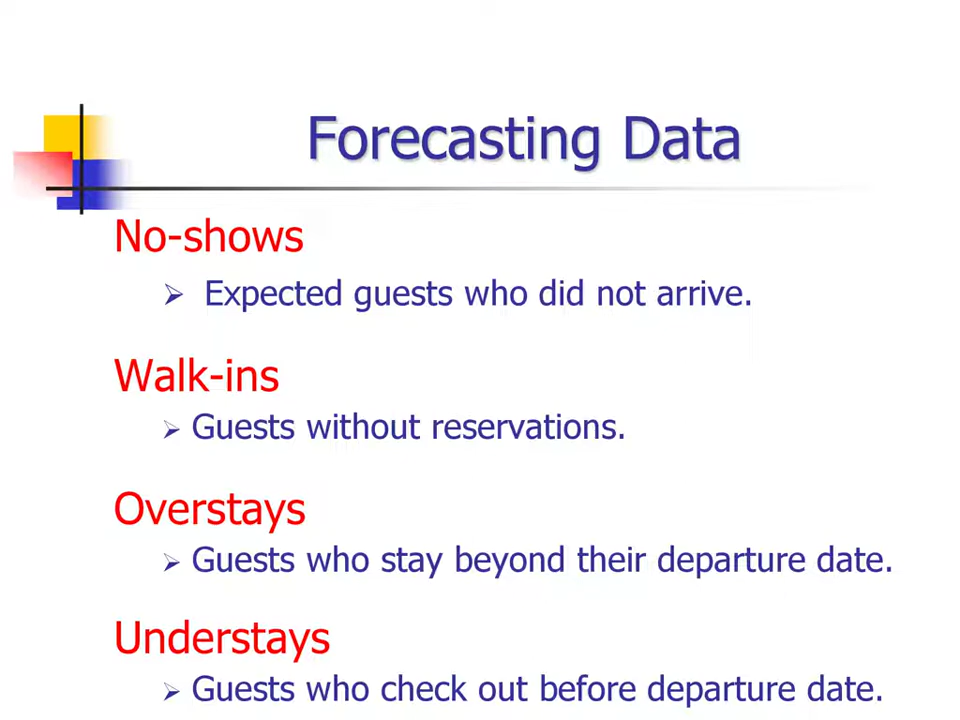 Forecasting Data
No-shows
Expected guests who did not arrive.
Walk-ins
Guests without reservations.
Overstays
Guests who stay beyond their departure date.
Understays
Guests who check out before departure date.